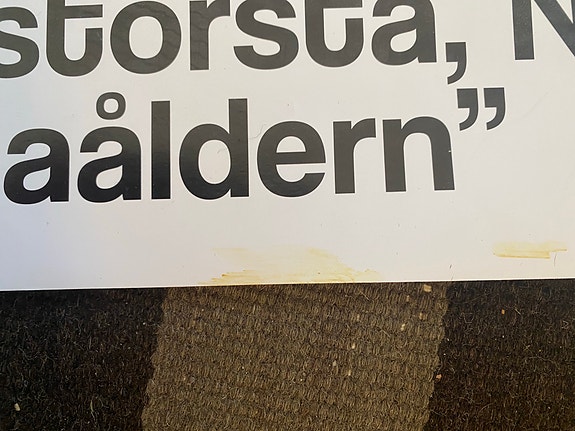 största, N
aåldern”